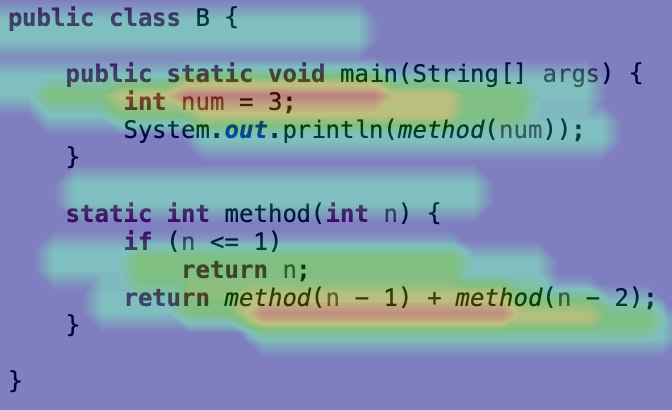 public class B {
public static void main(String[] args) {
int num = 3;
System.out.println(method(num));
}
static int method(int n) {
if (n <= 1)
return n;
return method(n - 1) + method(n - 2);
}
}